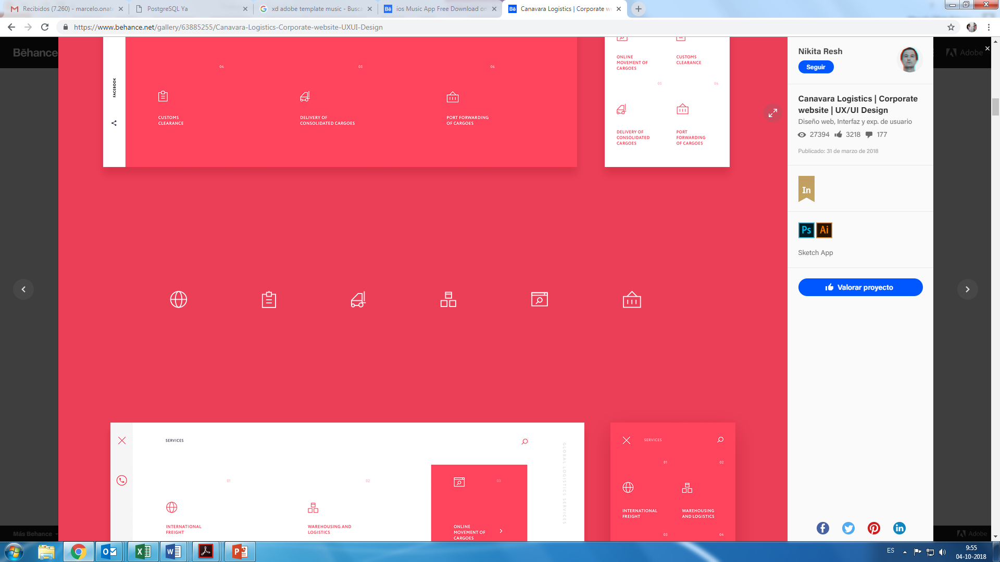 Recibidos (7.260) - marcelo.onate
PostgreSQL Ya
xd adobe template music - Busca
ios Music App Free Download on
Canavara Logistics | Corporate w
https://www.behance.net/gallery/63885255/Canavara-Logistics-Corporate-website-UXUI-Design
Bēhance
Adobe
FACEBOOK
04
05
06
CUSTOMS
CLEARANCE
DELIVERY OF
CONSOLIDATED CARGOES
PORT FORWARDING
OF CARGOES
ONLINE
MOVEMENT OF
CARGOES
CUSTOMS
CLEARANCE
05
06
DELIVERY OF
CONSOLIDATED
CARGOES
PORT
FORWARDING
OF CARGOES
Nikita Resh
Seguir
Canavara Logistics | Corporate
website | UX/UI Design
Diseño web, Interfaz y exp. de usuario
27394 3218 177
Publicado: 31 de marzo de 2018
In
Ps Ai
Sketch App
Valorar proyecto
SERVICES
GLOBAL LOGISTICS SERVICES
01
02
03
INTERNATIONAL
FREIGHT
WAREHOUSING AND
LOGISTICS
ONLINE
MOVEMENT OF
CARGOES
SERVICES
01
02
INTERNATIONAL
FREIGHT
WAREHOUSING
AND LOGISTICS
03
04
Más Behance
Adobe
ES
9:55
04-10-2018